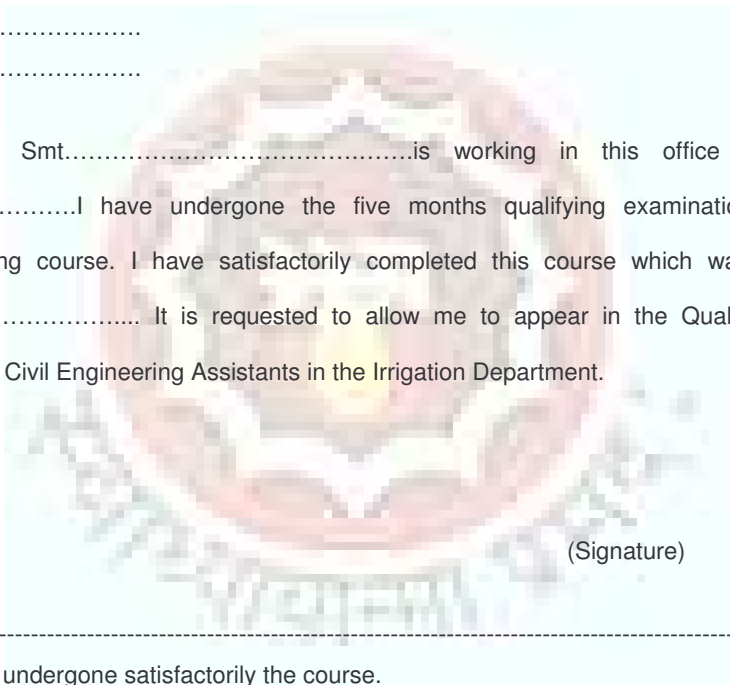 ……………….
……………….
Smt…………………………………….is working in this office
………….I have undergone the five months qualifying examinatio
ng course. I have satisfactorily completed this course which wa
……………... It is requested to allow me to appear in the Qual
Civil Engineering Assistants in the Irrigation Department.
(Signature)
undergone satisfactorily the course.